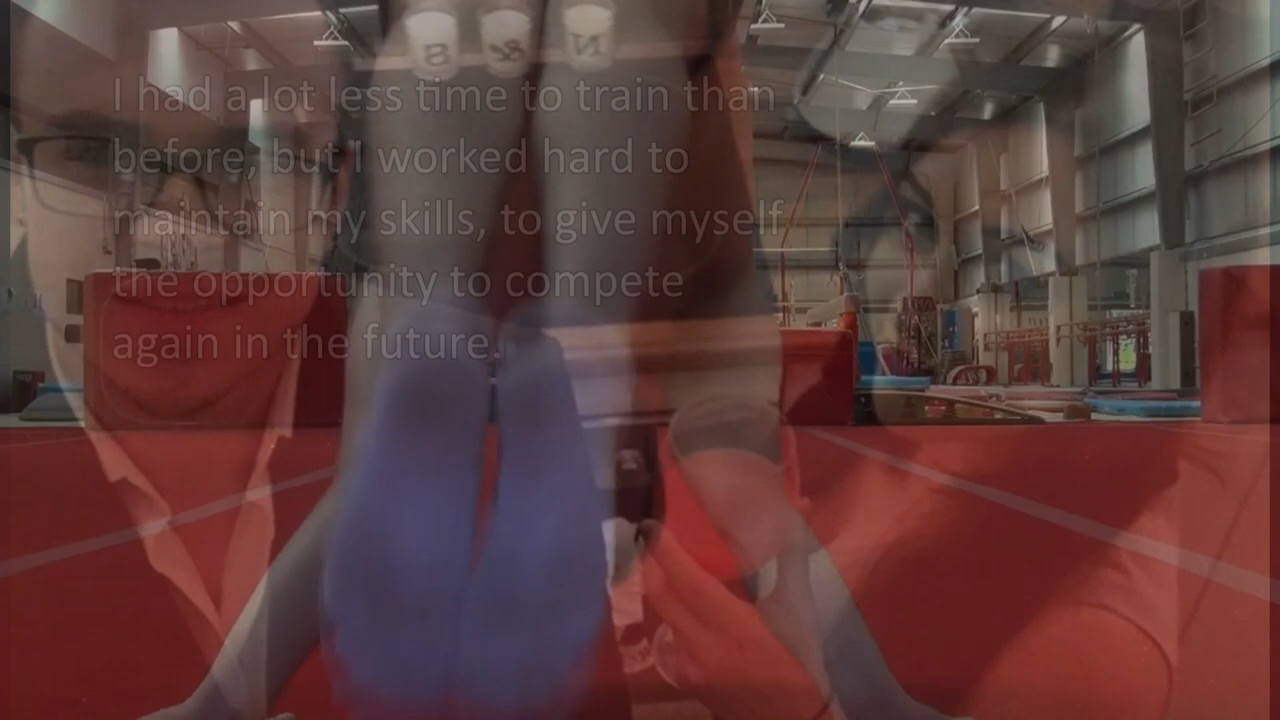 B & N
I had a lot less time to train than
before, but I worked hard to
maintain my skills, to give myself
the opportunity to compete
again in the future.